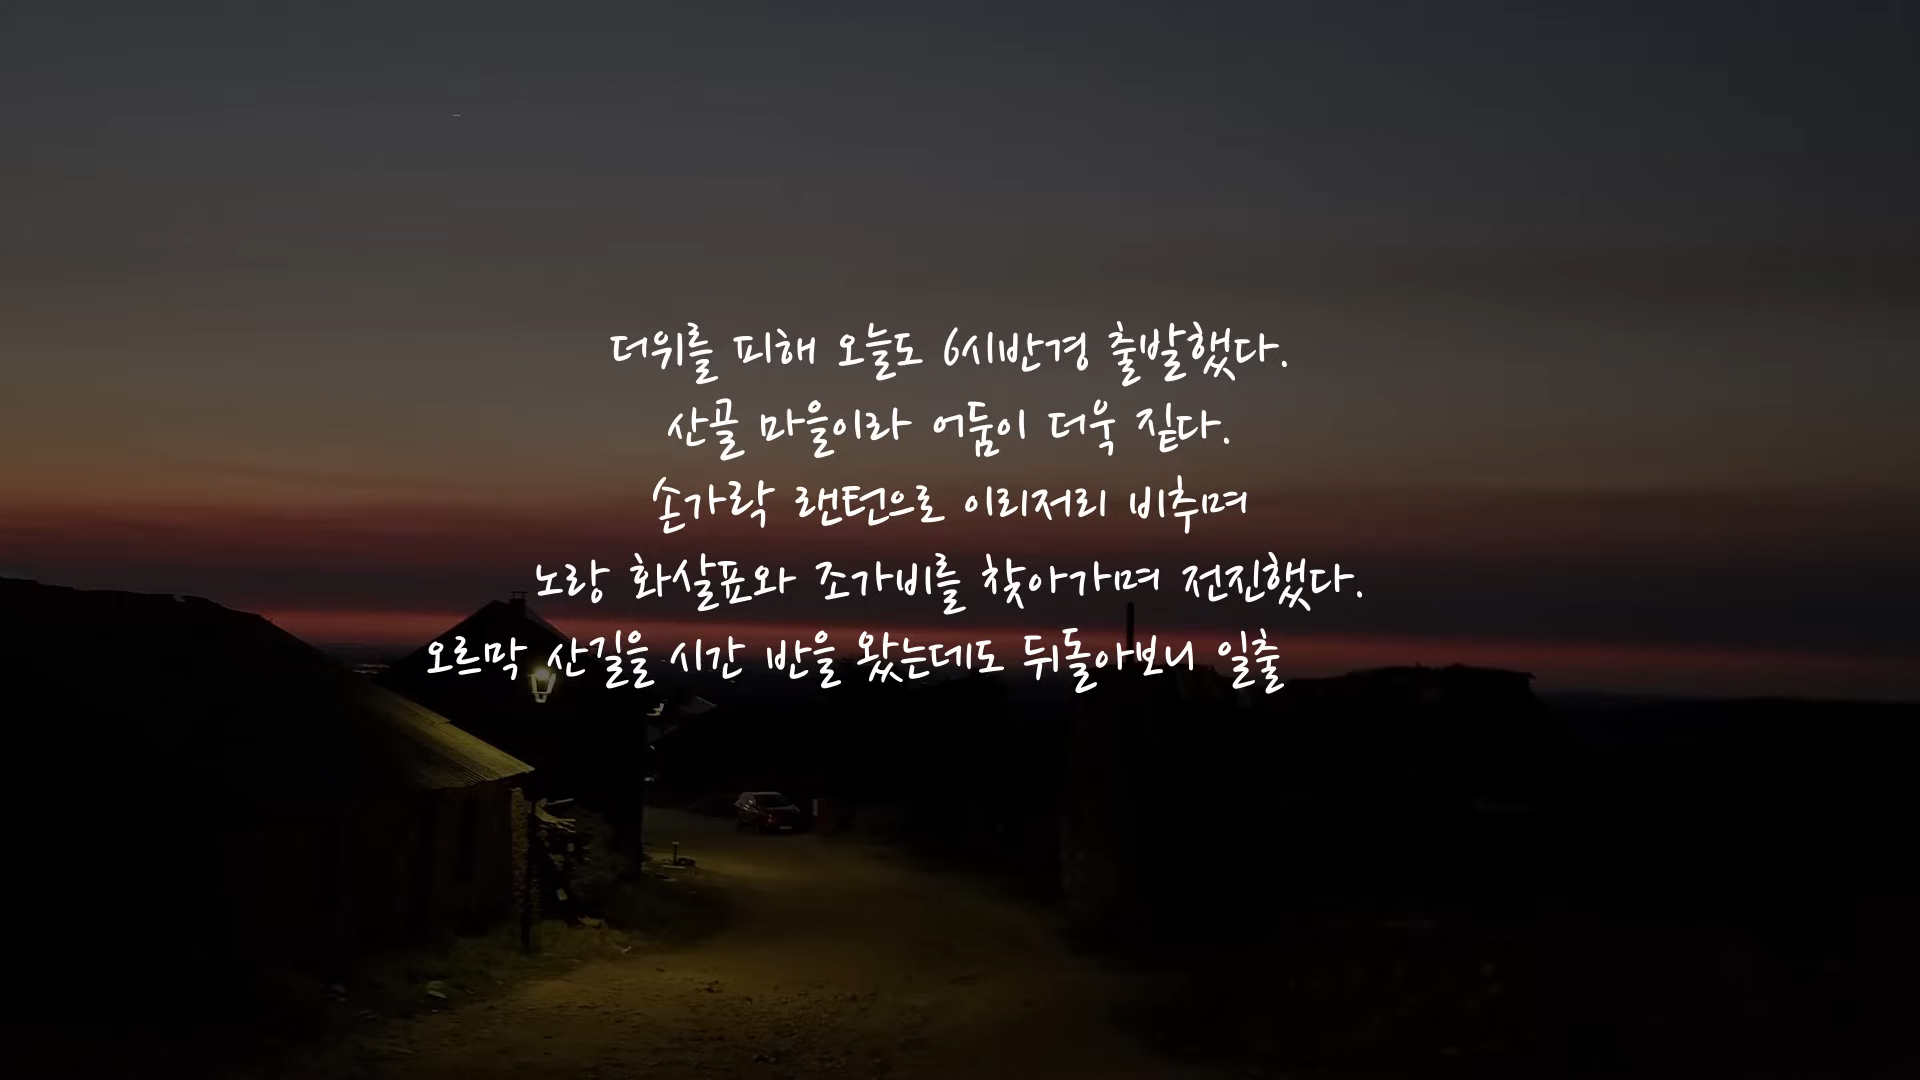 더위를 피해 오늘도 6시반경 출발했다.
산골 마을이라 어둠이 더욱 짙다.
손가락 랜턴으로 이리저리 비추며
노랑 화살표와 조가비를 찾아가며 전진했다.
오르막 산길을 시간 반을 왔는데도 뒤돌아보니 일출